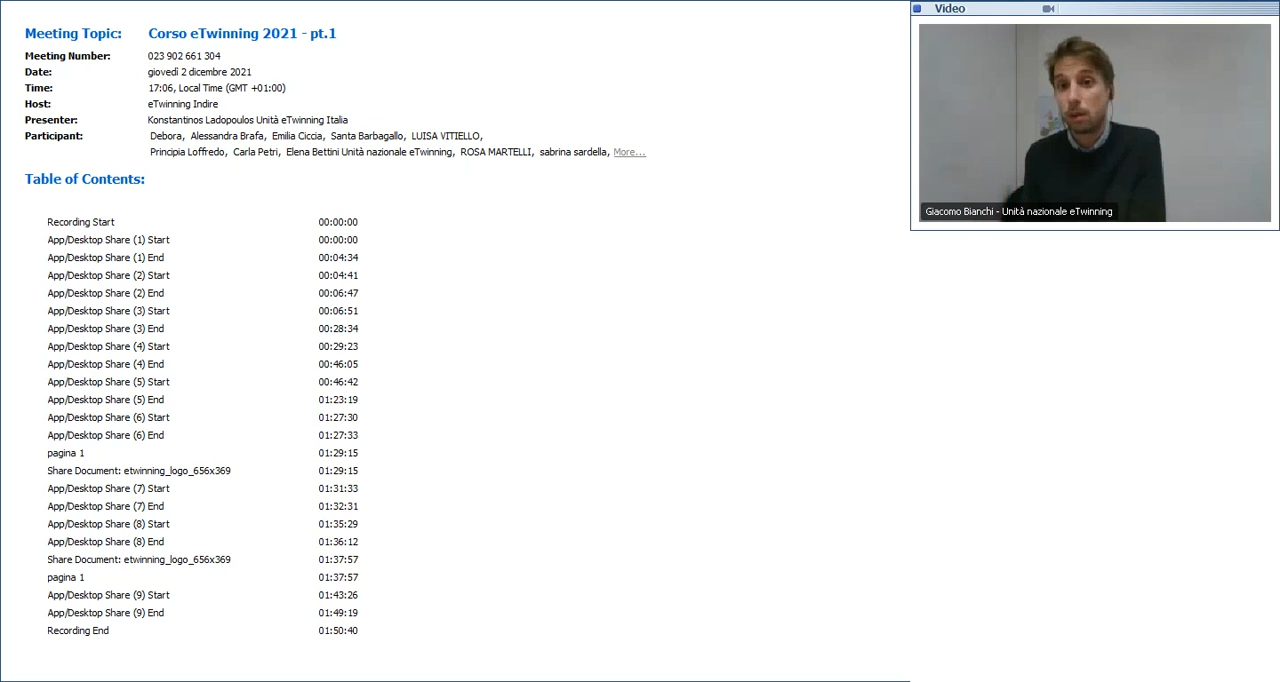 Meeting Topic: Corso eTwinning 2021 - pt.1
Meeting Number: 023 902 661 304
Date: giovedì 2 dicembre 2021
Time: 17:06, Local Time (GMT +01:00)
Host: eTwinning Indire
Presenter: Konstantinos Ladopoulos Unità eTwinning Italia
Participant: Debora, Alessandra Brafa, Emilia Ciccia, Santa Barbagallo, LUISA VITIELLO,
Principia Loffredo, Carla Petri, Elena Bettini Unità nazionale eTwinning, ROSA MARTELLI, sabrina sardella, More...
Table of Contents:
Recording Start 00:00:00
App/Desktop Share (1) Start 00:00:00
App/Desktop Share (1) End 00:04:34
App/Desktop Share (2) Start 00:04:41
App/Desktop Share (2) End 00:06:47
App/Desktop Share (3) Start 00:06:51
App/Desktop Share (3) End 00:28:34
App/Desktop Share (4) Start 00:29:23
App/Desktop Share (4) End 00:46:05
App/Desktop Share (5) Start 00:46:42
App/Desktop Share (5) End 01:23:19
App/Desktop Share (6) Start 01:27:30
App/Desktop Share (6) End 01:27:33
pagina 1 01:29:15
Share Document: etwinning_logo_656x369 01:29:15
App/Desktop Share (7) Start 01:31:33
App/Desktop Share (7) End 01:32:31
App/Desktop Share (8) Start 01:35:29
App/Desktop Share (8) End 01:36:12
Share Document: etwinning_logo_656x369 01:37:57
pagina 1 01:37:57
App/Desktop Share (9) Start 01:43:26
App/Desktop Share (9) End 01:49:19
Recording End 01:50:40
Video
Giacomo Bianchi - Unità nazionale eTwinning